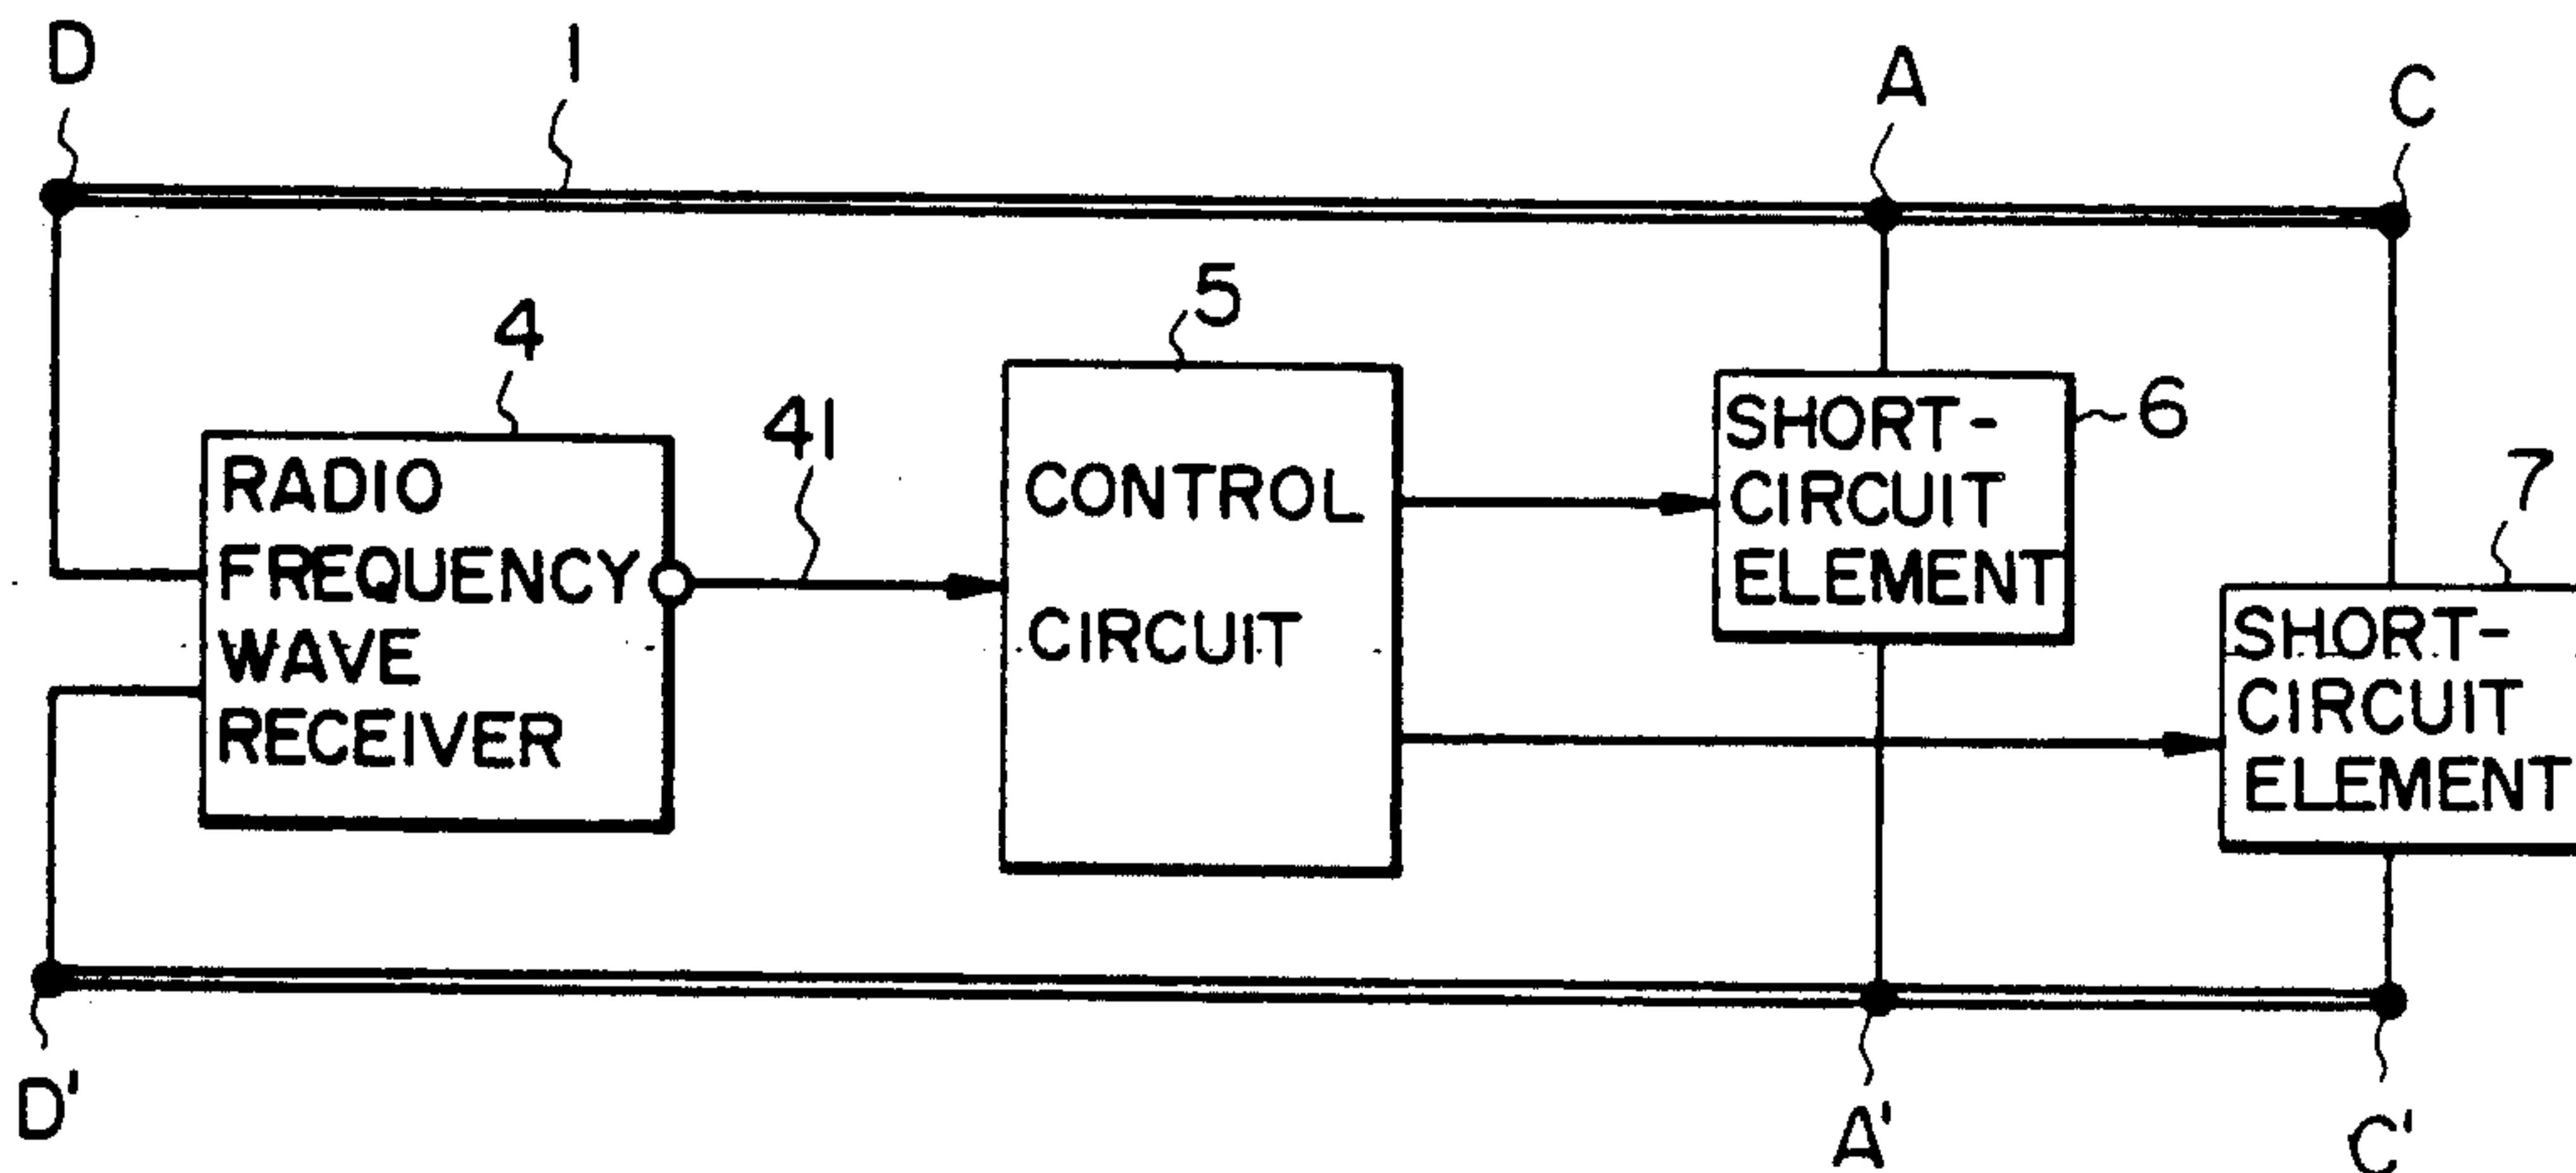 D
1
A
C
4
41
5
6
7
RADIO
FREQUENCY
WAVE
RECEIVER
CONTROL
CIRCUIT
SHORT-
CIRCUIT
ELEMENT
SHORT-
CIRCUIT
ELEMENT
D'
A'
C'